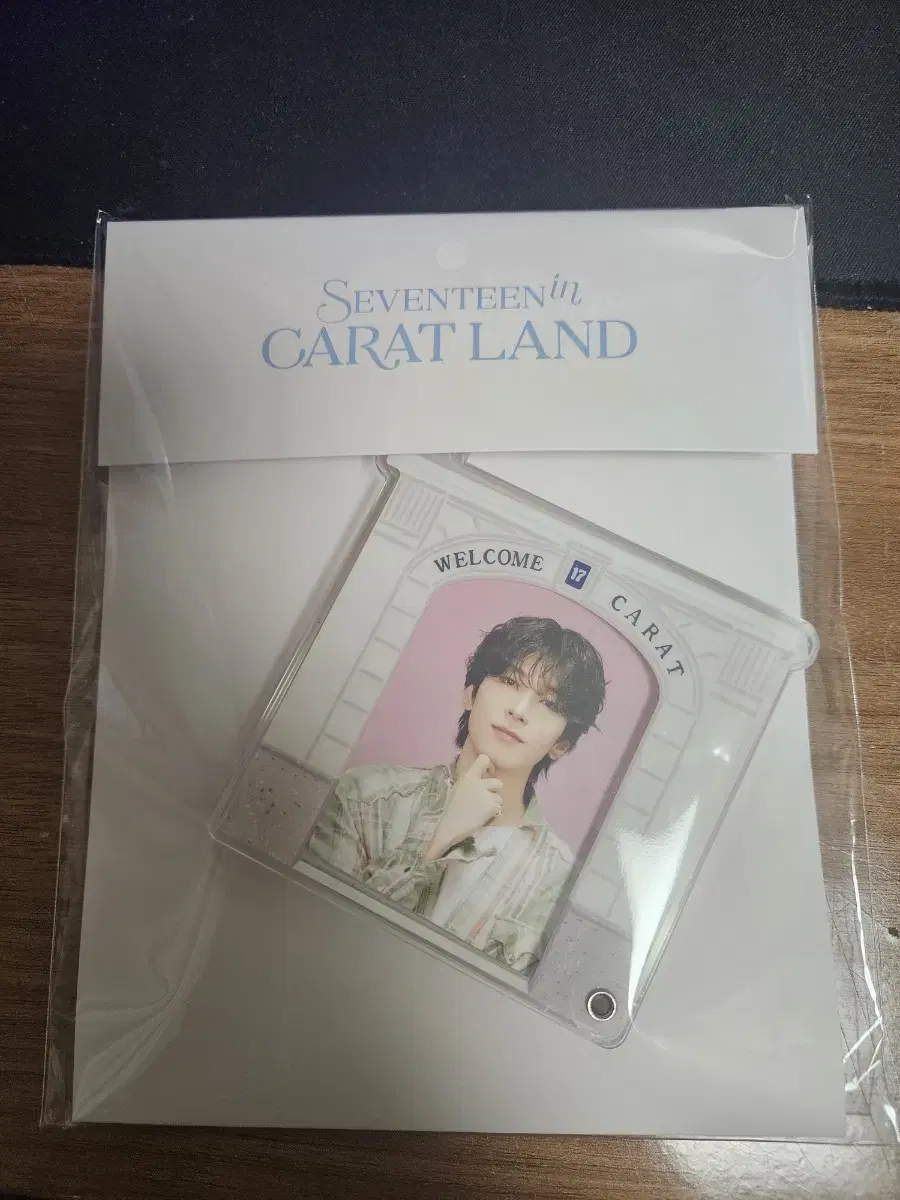 SEVENTEEN in
CARAT LAND
WELCOME 17 CARAT